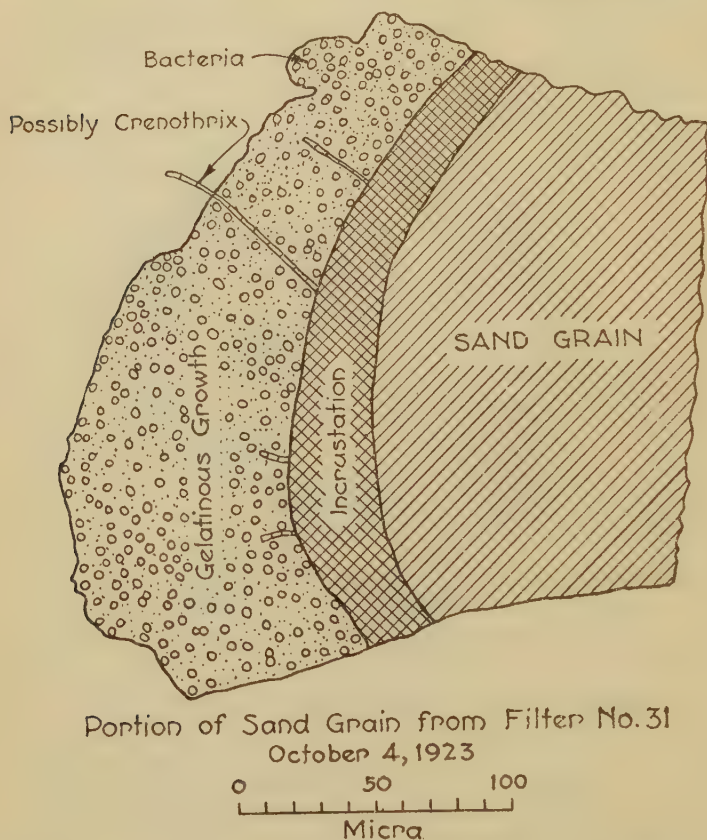 Bacteria
Possibly Crenothrix
SAND GRAIN
Incrustation
Gelatinous Growth
Portion of Sand Grain from Filter No. 31
October 4, 1923
0 50 100
Micra